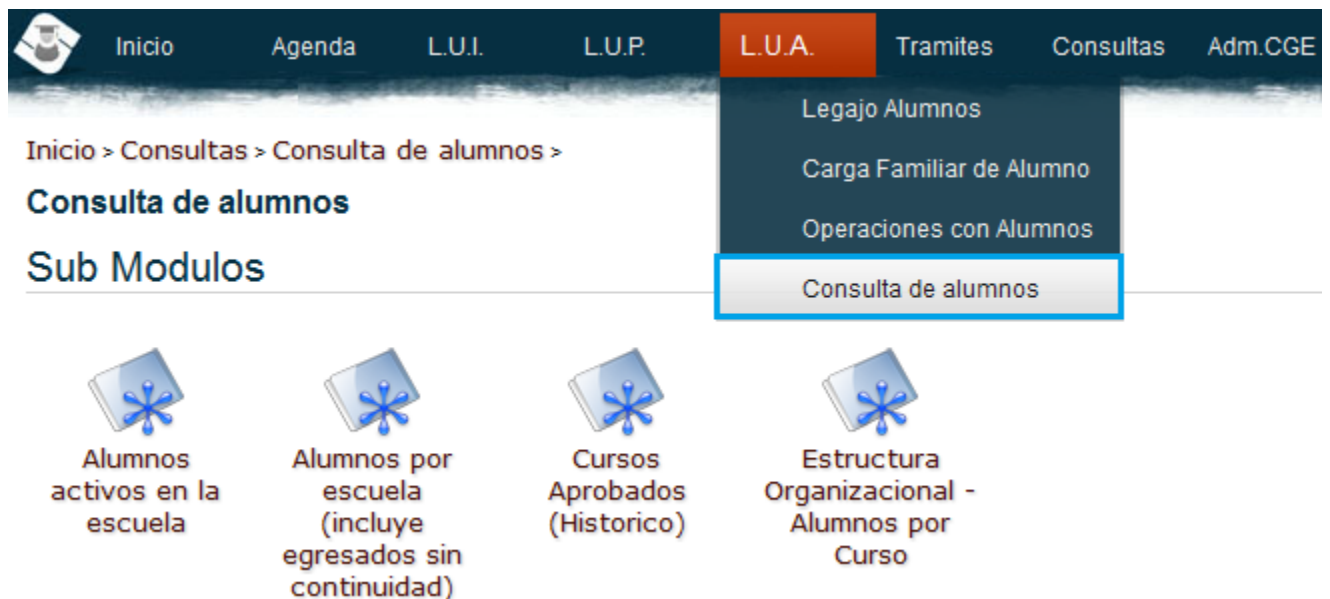 Inicio Agenda L.U.I. L.U.P. L.U.A. Tramites Consultas Adm.CGE
Legajo Alumnos
Carga Familiar de Alumno
Operaciones con Alumnos
Consulta de alumnos
Inicio > Consultas > Consulta de alumnos >
Consulta de alumnos
Sub Modulos
Alumnos
activos en la
escuela
Alumnos por
escuela
(incluye
egresados sin
continuidad)
Cursos
Aprobados
(Historico)
Estructura
Organizacional -
Alumnos por
Curso